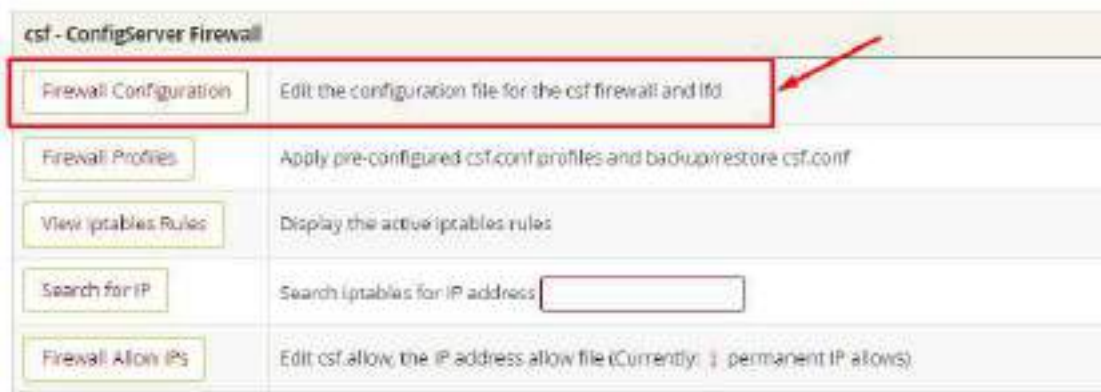 csf - ConfigServer Firewall
Firewall Configuration Edit the configuration file for the csf firewall and lfd
Firewall Profiles Apply pre-configured csf.conf profiles and backup/restore csf.conf
View iptables Rules Display the active iptables rules
Search for IP Search iptables for IP address
Firewall Allow IPs Edit csf.allow, the IP address allow file (Currently: permanent IP allows)